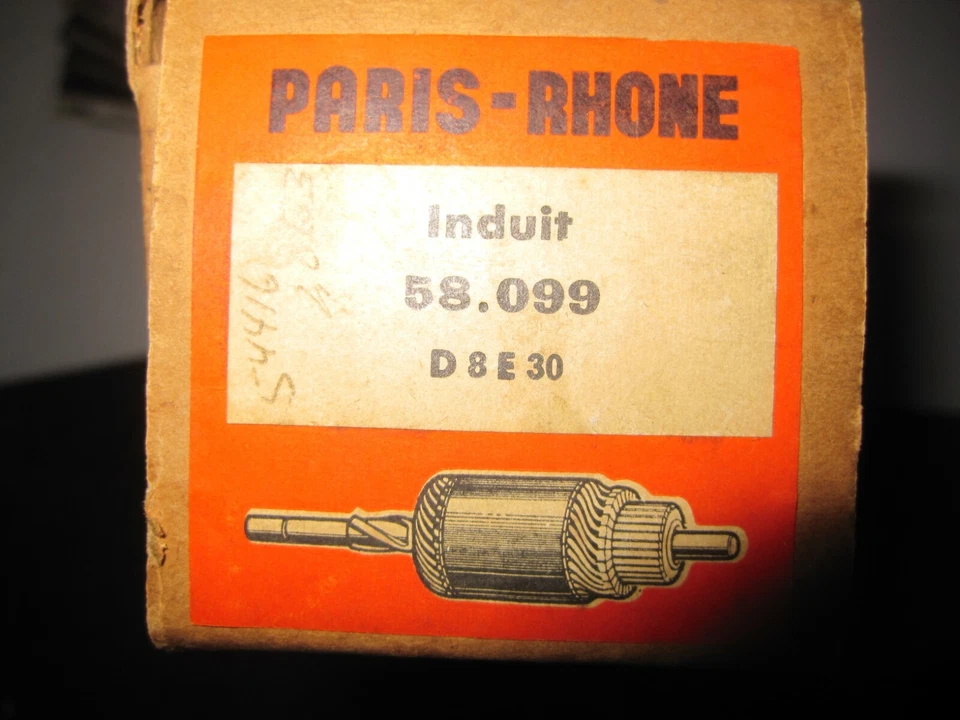 PARIS-RHONE
Induit
58.099
D 8 E 30